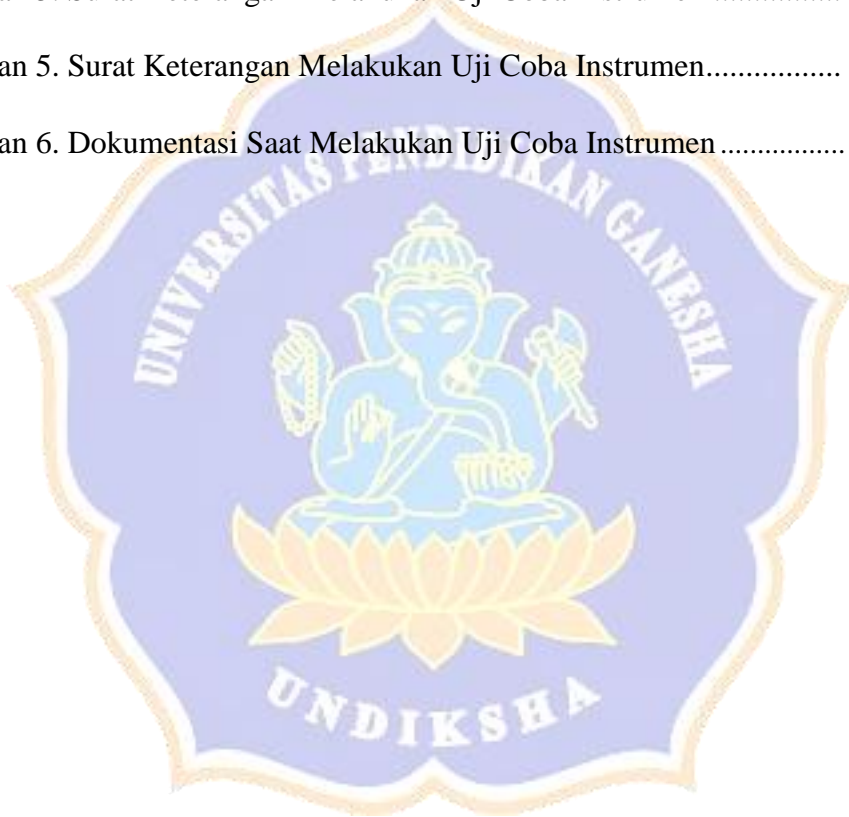 an 5. Surat Keterangan Melakukan Uji Coba Instrumen.................
an 6. Dokumentasi Saat Melakukan Uji Coba Instrumen.................
UNIVERSITAS PENDIDIKAN GANESHA
UNDIKSHA